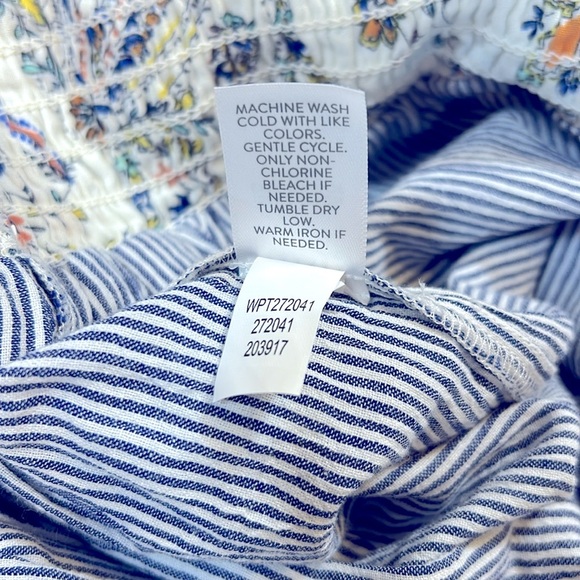 MACHINE WASH
COLD WITH LIKE
COLORS.
GENTLE CYCLE.
ONLY NON-
CHLORINE
BLEACH IF
NEEDED.
TUMBLE DRY
LOW.
WARM IRON IF
NEEDED.
WPT272041
272041
203917